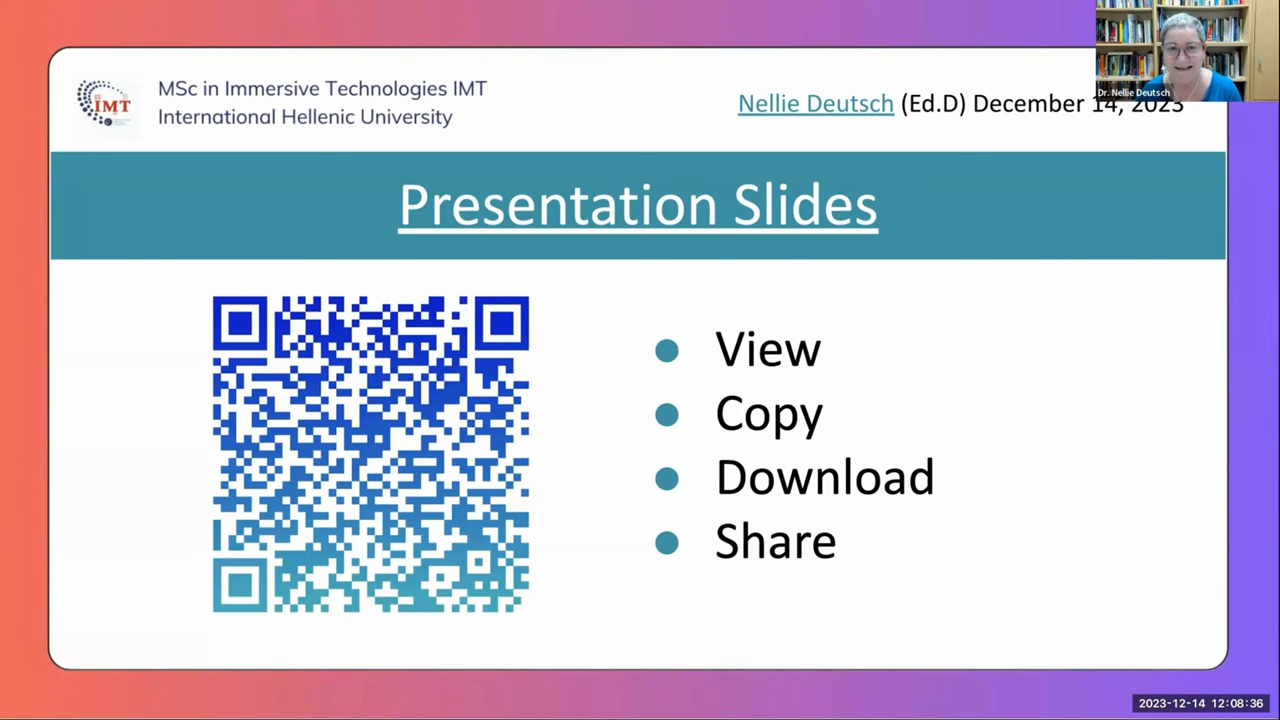 IMT
MSc in Immersive Technologies IMT
International Hellenic University
Nellie Deutsch (Ed.D) December 14, 2023
Dr. Nellie Deutsch
Presentation Slides
View
Copy
Download
Share
2023-12-14 12:08:36